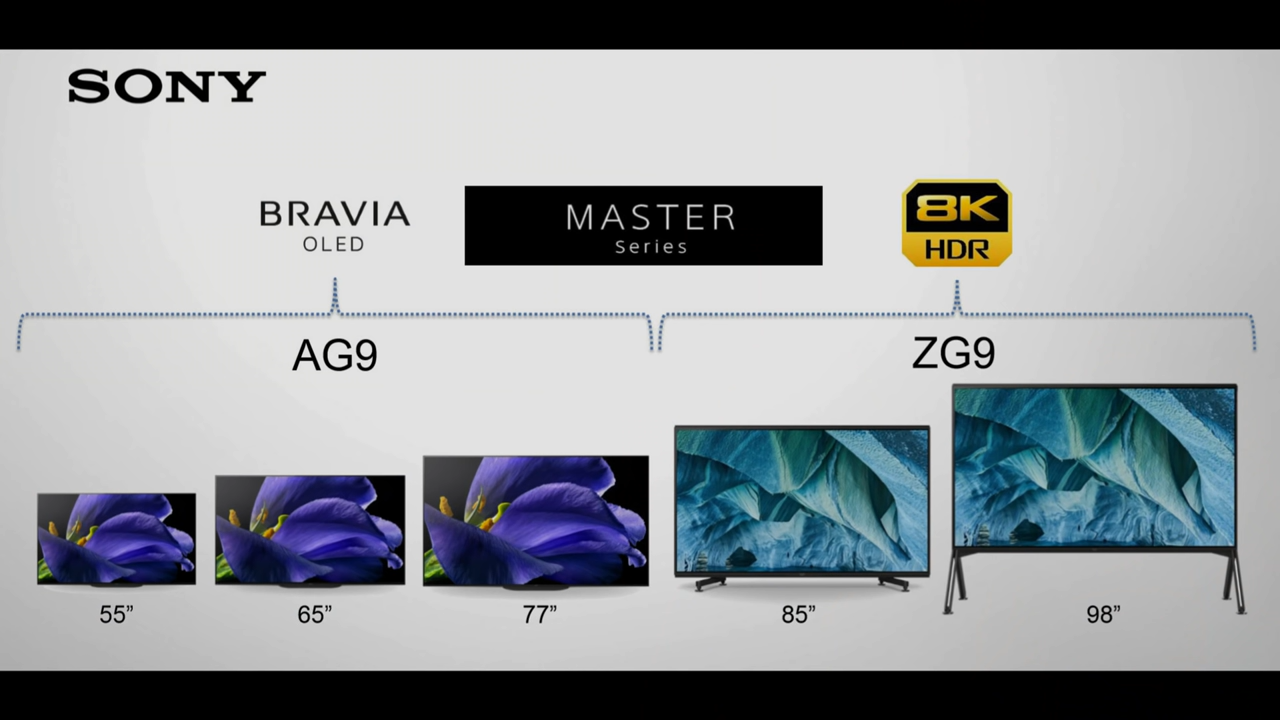 SONY
BRAVIA
OLED
MASTER
Series
8K
HDR
AG9
ZG9
55”
65”
77”
85”
98”